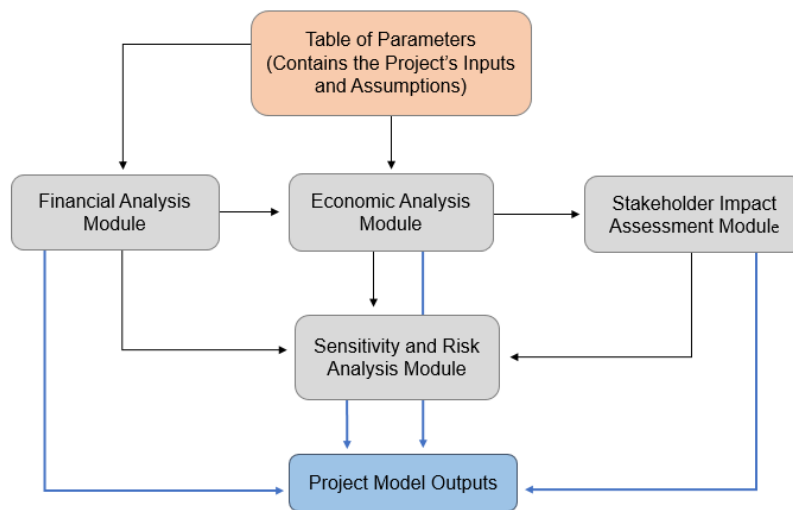 Table of Parameters
(Contains the Project's Inputs
and Assumptions)
Financial Analysis
Module
Economic Analysis
Module
Stakeholder Impact
Assessment Module
Sensitivity and Risk
Analysis Module
Project Model Outputs